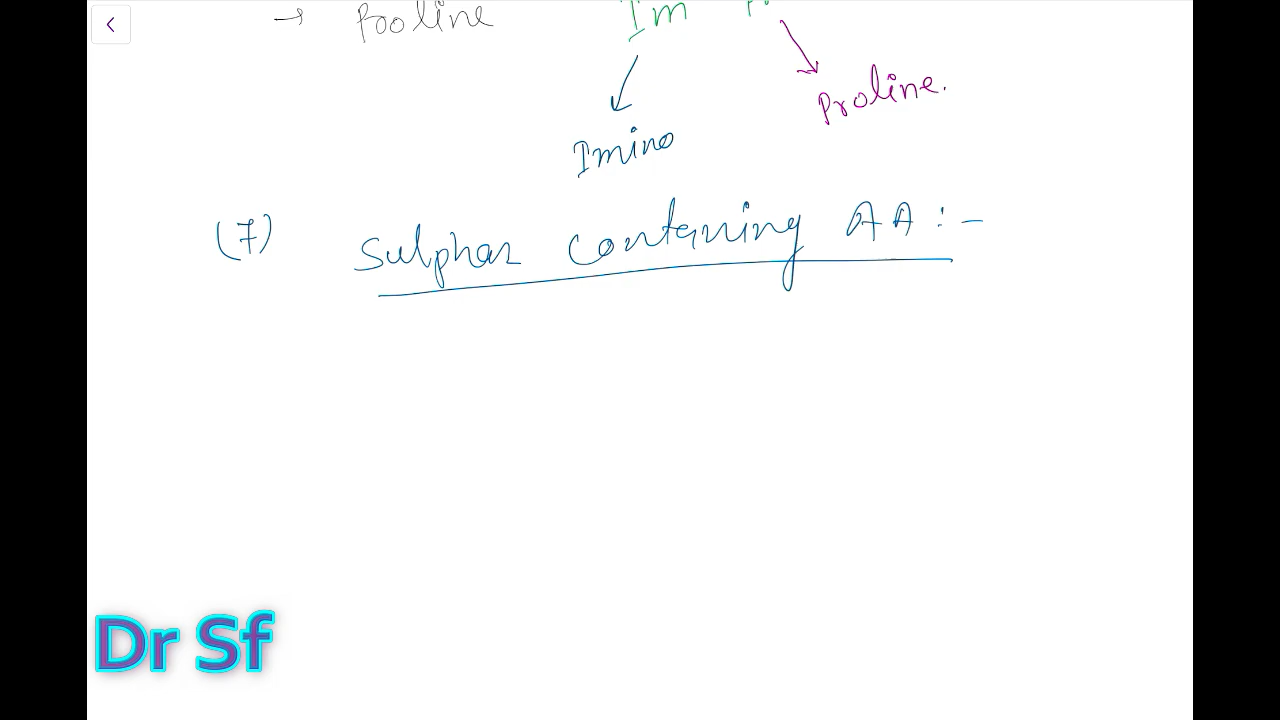 → Proline Im P.
Proline.
Imino
(7) Sulphar Containing AA :-
Dr Sf